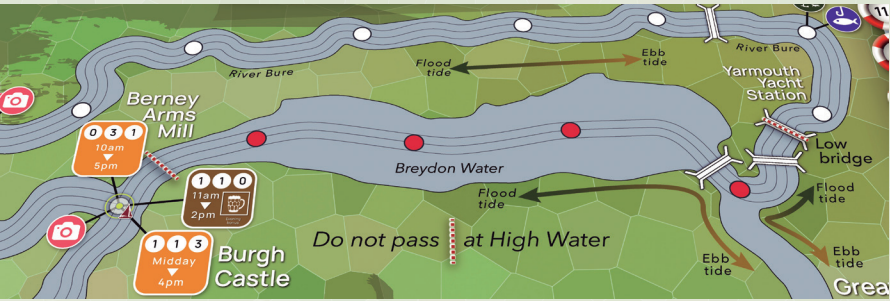 11
River Bure
River Bure
Flood
tide
Ebb
tide
Yarmouth
Yacht
Station
Berney
Arms
Mill
0 3 1
10am
5pm
Low
bridge
Breydon Water
1 1 0
11am
2pm
Flood
tide
Flood
tide
Do not pass at High Water
1 1 3
Midday
4pm
Burgh
Castle
Ebb
tide
Ebb
tide
Grea